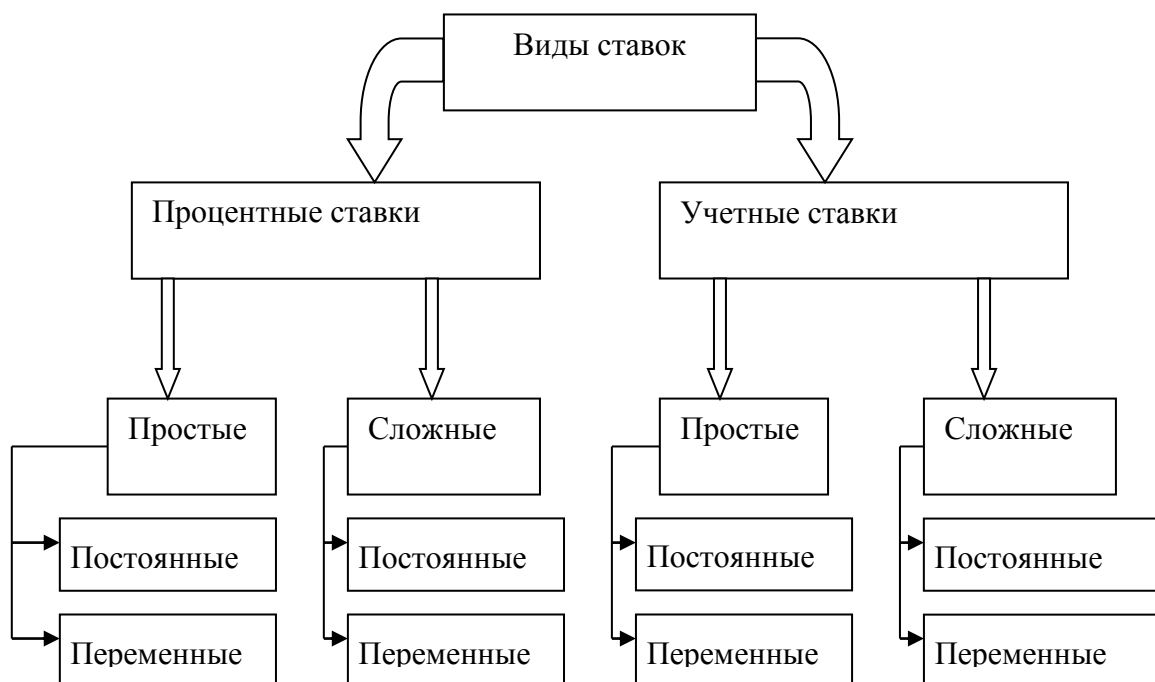 Виды ставок
Процентные ставки
Учетные ставки
Простые
Сложные
Простые
Сложные
Постоянные
Постоянные
Постоянные
Постоянные
Переменные
Переменные
Переменные
Переменные